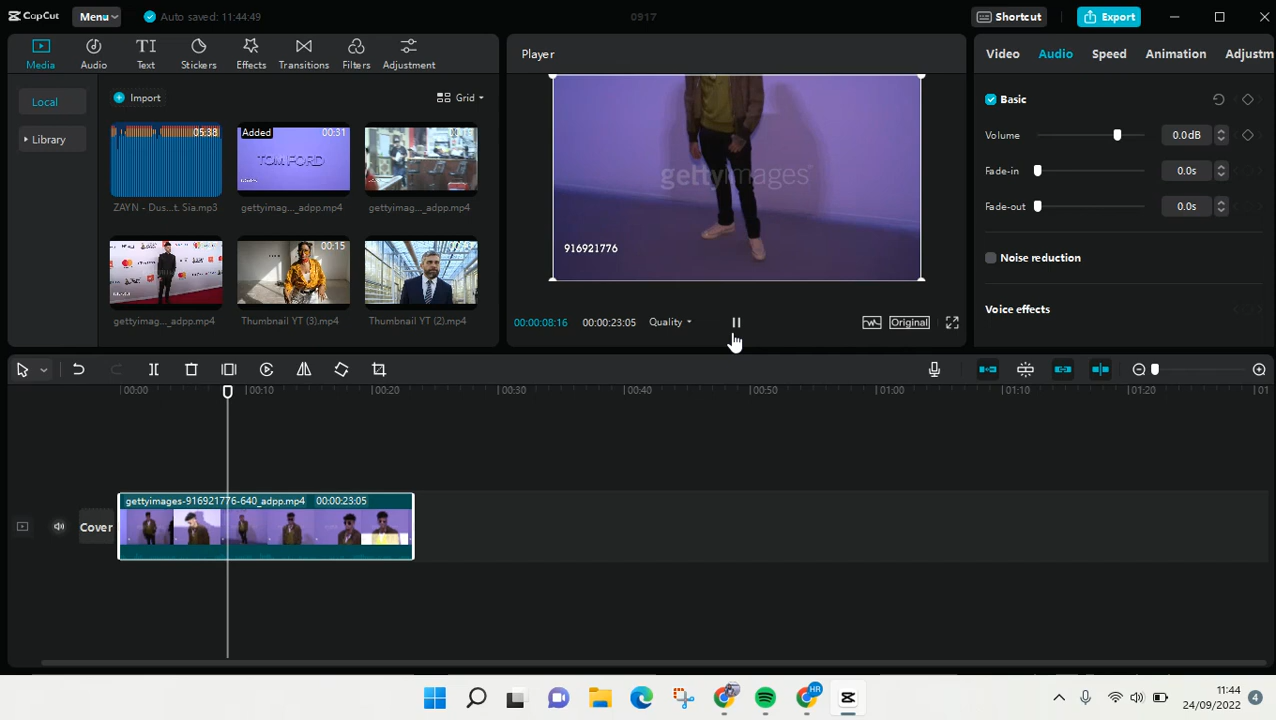 CapCut
Menu
Auto saved: 11:44:49
0917
Shortcut
Export
Media
Audio
Text
Stickers
Effects
Transitions
Filters
Adjustment
Local
Library
Import
Grid
05:38
ZAYN - Dus...t. Sia.mp3
Added
00:31
TOM FORD
gettyimag..._adpp.mp4
gettyimag..._adpp.mp4
gettyimag..._adpp.mp4
00:15
Thumbnail YT (3).mp4
Thumbnail YT (2).mp4
Player
gettyimages
916921776
00:00:08:16
00:00:23:05
Quality
Original
Video
Audio
Speed
Animation
Adjustm
Basic
Volume
0.0dB
Fade-in
0.0s
Fade-out
0.0s
Noise reduction
Voice effects
00:00
00:10
00:20
00:30
00:40
00:50
01:00
01:10
01:20
01
gettyimages-916921776-640_adpp.mp4 00:00:23:05
Cover
HR
11:44
24/09/2022
4